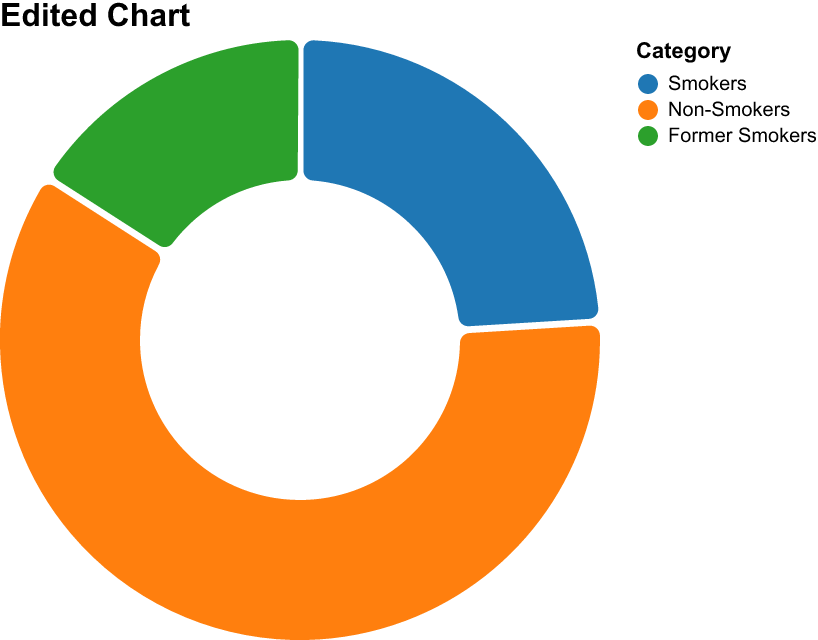 Edited Chart
Category
Smokers
Non-Smokers
Former Smokers